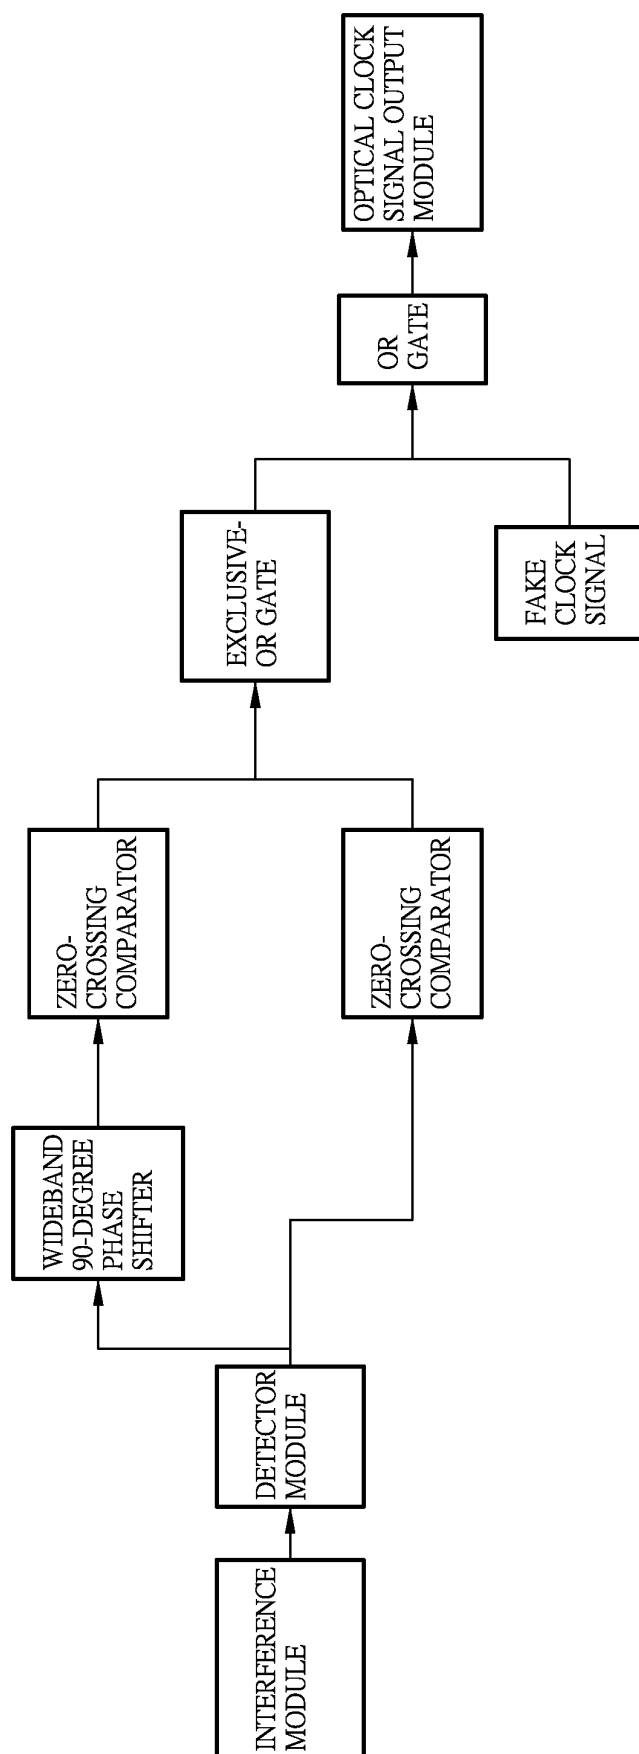 INTERFERENCE
MODULE
DETECTOR
MODULE
WIDEBAND
90-DEGREE
PHASE
SHIFTER
ZERO-
CROSSING
COMPARATOR
ZERO-
CROSSING
COMPARATOR
EXCLUSIVE-
OR GATE
FAKE
CLOCK
SIGNAL
OR
GATE
OPTICAL CLOCK
SIGNAL OUTPUT
MODULE